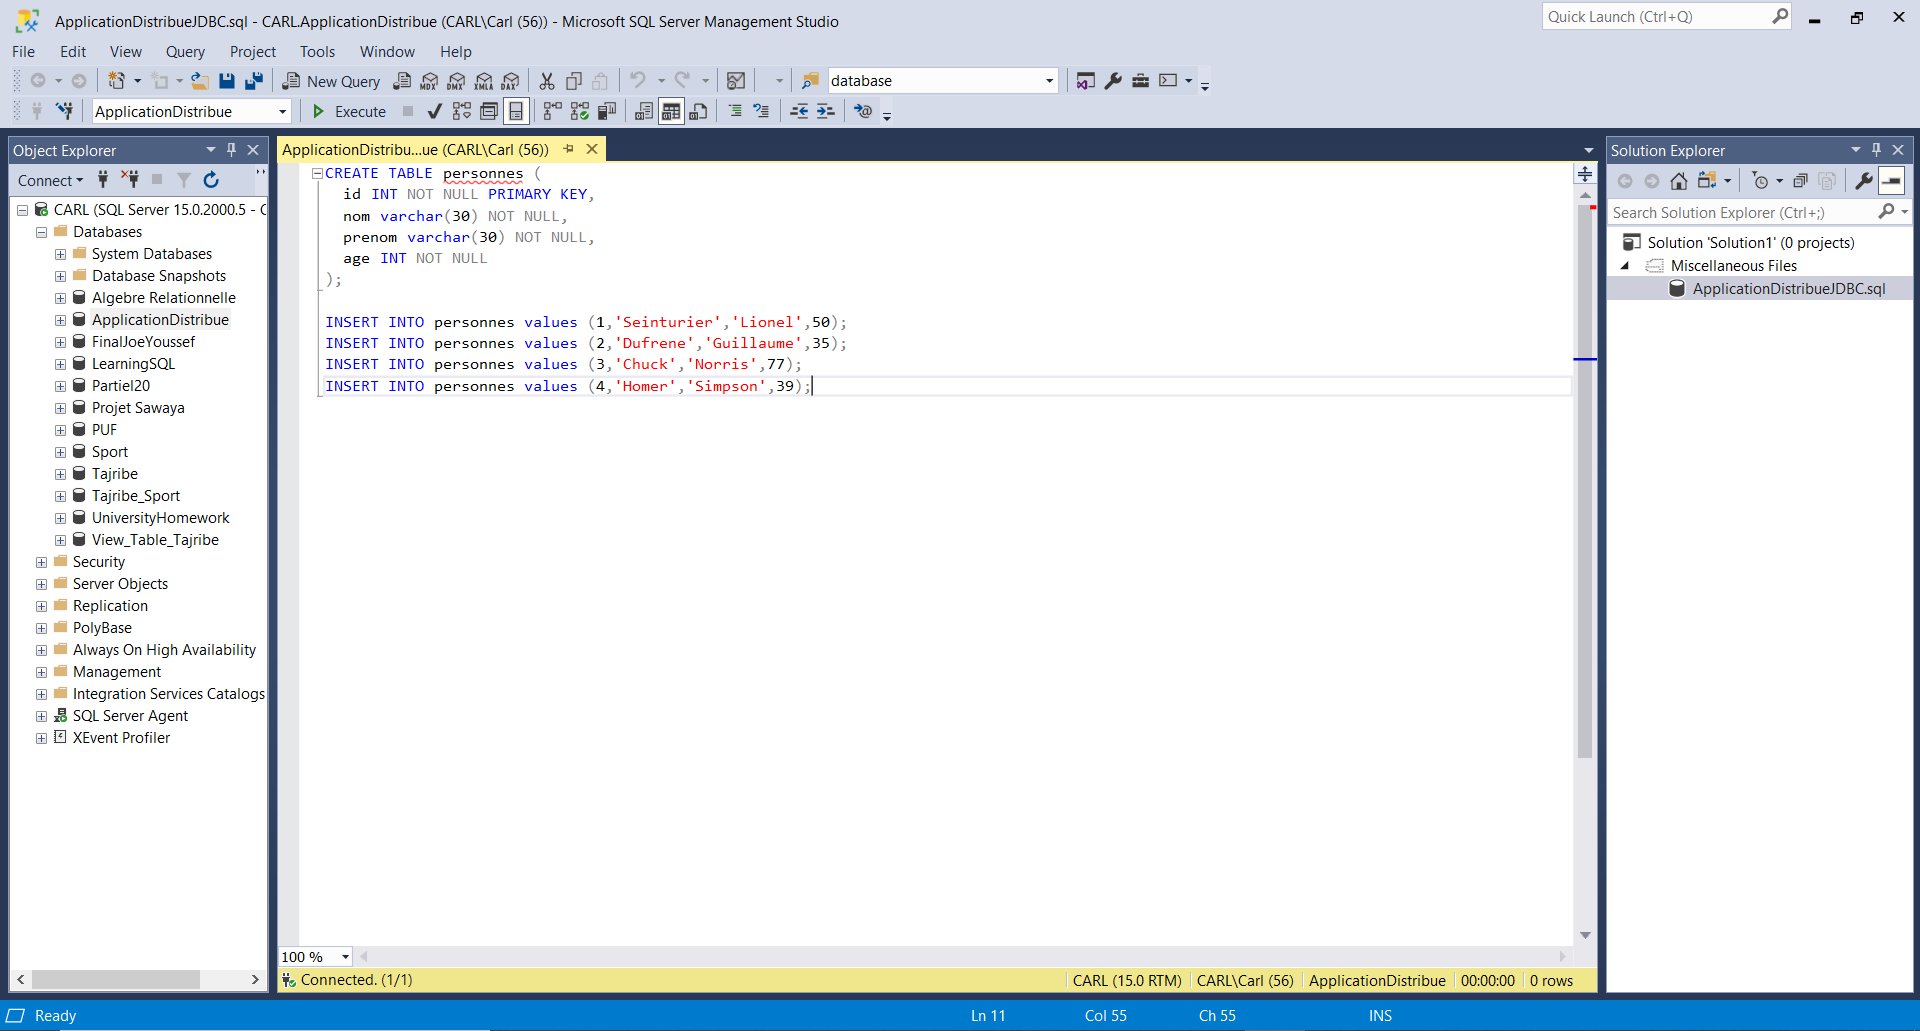 ApplicationDistribueJDBC.sql - CARL.ApplicationDistribue (CARL\Carl (56)) - Microsoft SQL Server Management Studio
Quick Launch (Ctrl+Q)
File Edit View Query Project Tools Window Help
New Query
MDX DMX XMLA DAX
database
ApplicationDistribue
Execute
Object Explorer
Connect
CARL (SQL Server 15.0.2000.5 - C
Databases
System Databases
Database Snapshots
Algebre Relationnelle
ApplicationDistribue
FinalJoeYoussef
LearningSQL
Partiel20
Projet Sawaya
PUF
Sport
Tajribe
Tajribe_Sport
UniversityHomework
View_Table_Tajribe
Security
Server Objects
Replication
PolyBase
Always On High Availability
Management
Integration Services Catalogs
SQL Server Agent
XEvent Profiler
ApplicationDistribu...ue (CARL\Carl (56))
CREATE TABLE personnes (
id INT NOT NULL PRIMARY KEY,
nom varchar(30) NOT NULL,
prenom varchar(30) NOT NULL,
age INT NOT NULL
);
INSERT INTO personnes values (1,'Seinturier','Lionel',50);
INSERT INTO personnes values (2,'Dufrene','Guillaume',35);
INSERT INTO personnes values (3,'Chuck','Norris',77);
INSERT INTO personnes values (4,'Homer','Simpson',39);
100 %
Connected. (1/1)
CARL (15.0 RTM) CARL\Carl (56) ApplicationDistribue 00:00:00 0 rows
Solution Explorer
Search Solution Explorer (Ctrl+;)
Solution 'Solution1' (0 projects)
Miscellaneous Files
ApplicationDistribueJDBC.sql
Ready
Ln 11 Col 55 Ch 55 INS